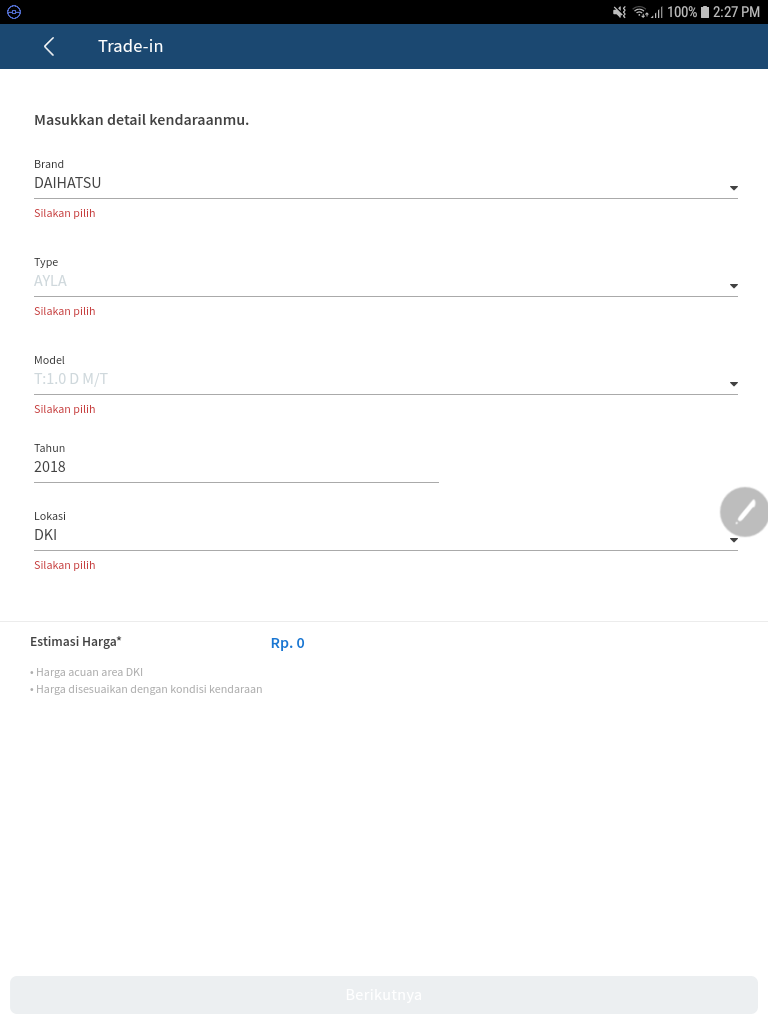 100% 2:27 PM
Trade-in
Masukkan detail kendaraanmu.
Brand
DAIHATSU
Silakan pilih
Type
AYLA
Silakan pilih
Model
T:1.0 D M/T
Silakan pilih
Tahun
2018
Lokasi
DKI
Silakan pilih
Estimasi Harga* Rp. 0
• Harga acuan area DKI
• Harga disesuaikan dengan kondisi kendaraan
Berikutnya